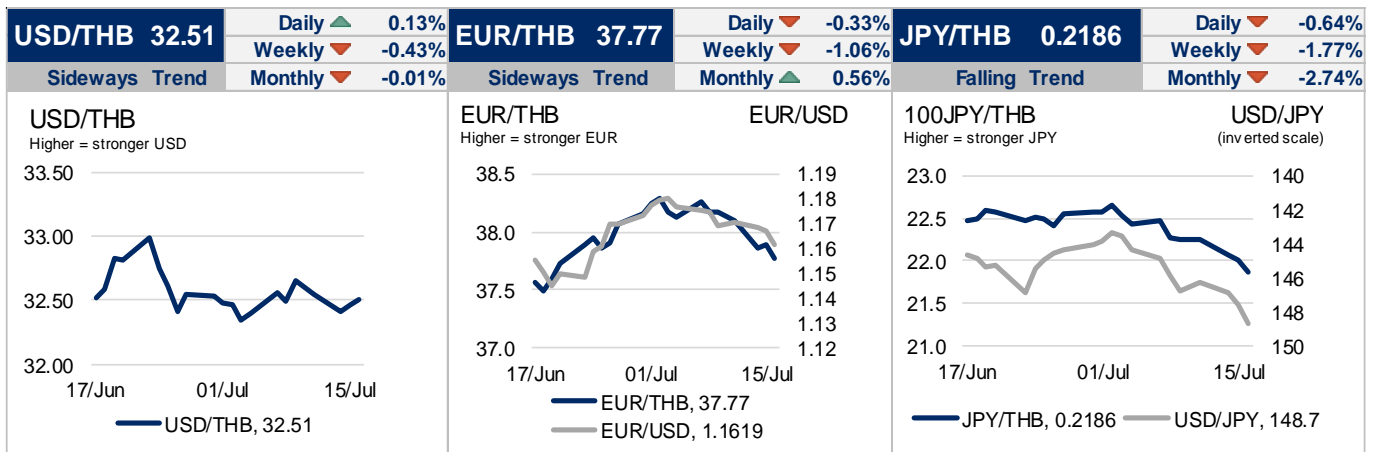 USD/THB 32.51
Daily 0.13%
Weekly -0.43%
Sideways Trend
Monthly -0.01%
USD/THB
Higher = stronger USD
33.50
33.00
32.50
32.00
17/Jun 01/Jul 15/Jul
USD/THB, 32.51
EUR/THB 37.77
Daily -0.33%
Weekly -1.06%
Sideways Trend
Monthly 0.56%
EUR/THB EUR/USD
Higher = stronger EUR
38.5
38.0
37.5
37.0
1.19
1.18
1.17
1.16
1.15
1.14
1.13
1.12
17/Jun 01/Jul 15/Jul
EUR/THB, 37.77
EUR/USD, 1.1619
JPY/THB 0.2186
Daily -0.64%
Weekly -1.77%
Falling Trend
Monthly -2.74%
100JPY/THB USD/JPY
Higher = stronger JPY (inverted scale)
23.0
22.5
22.0
21.5
21.0
140
142
144
146
148
150
17/Jun 01/Jul 15/Jul
JPY/THB, 0.2186 USD/JPY, 148.7